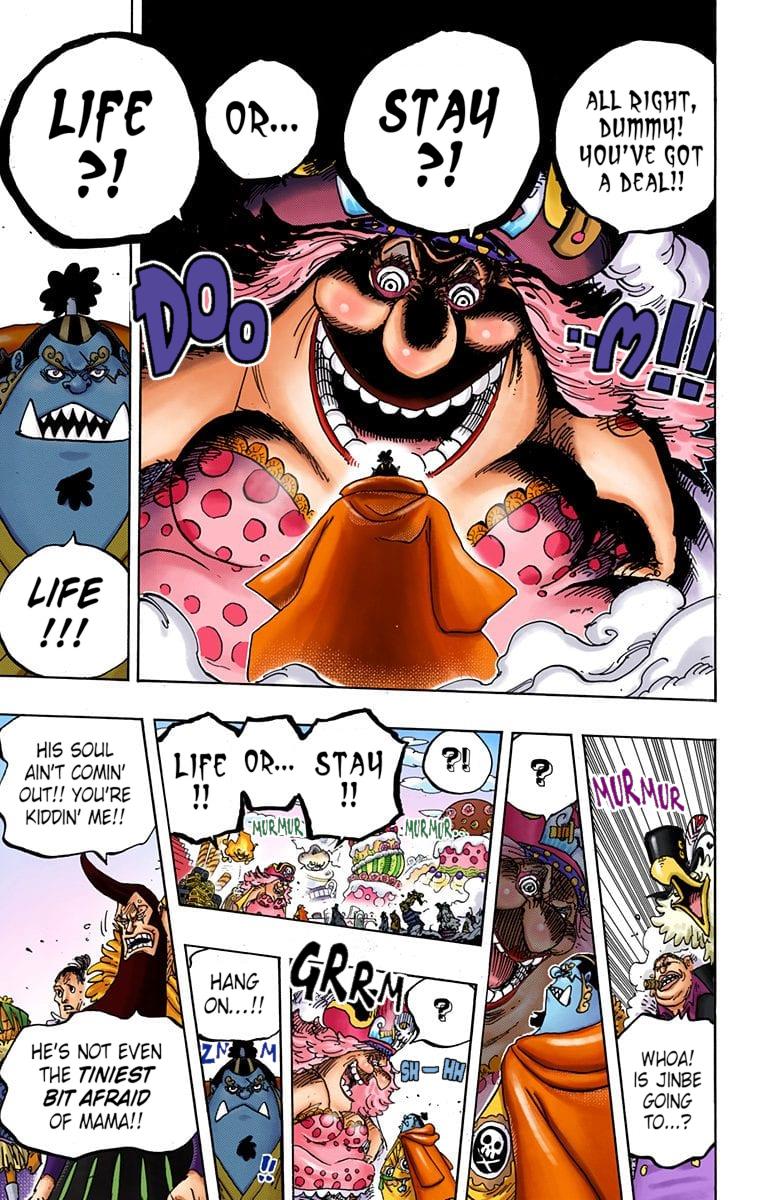 ALL RIGHT,
DUMMY!
YOU'VE GOT
A DEAL!!
STAY
?!
OR...
LIFE
?!
DOO
...M!!
LIFE
!!!
MURMUR
WHOA!
IS JINBE
GOING
TO...?
?
?!
STAY
!!
OR...
LIFE
!!
MURMUR...
MURMUR
GRRM
?
SH-HH
HANG
ON...!!
ZNM
!!
HIS SOUL
AIN'T COMIN'
OUT!! YOU'RE
KIDDIN' ME!!
HE'S NOT EVEN
THE TINIEST
BIT AFRAID
OF MAMA!!